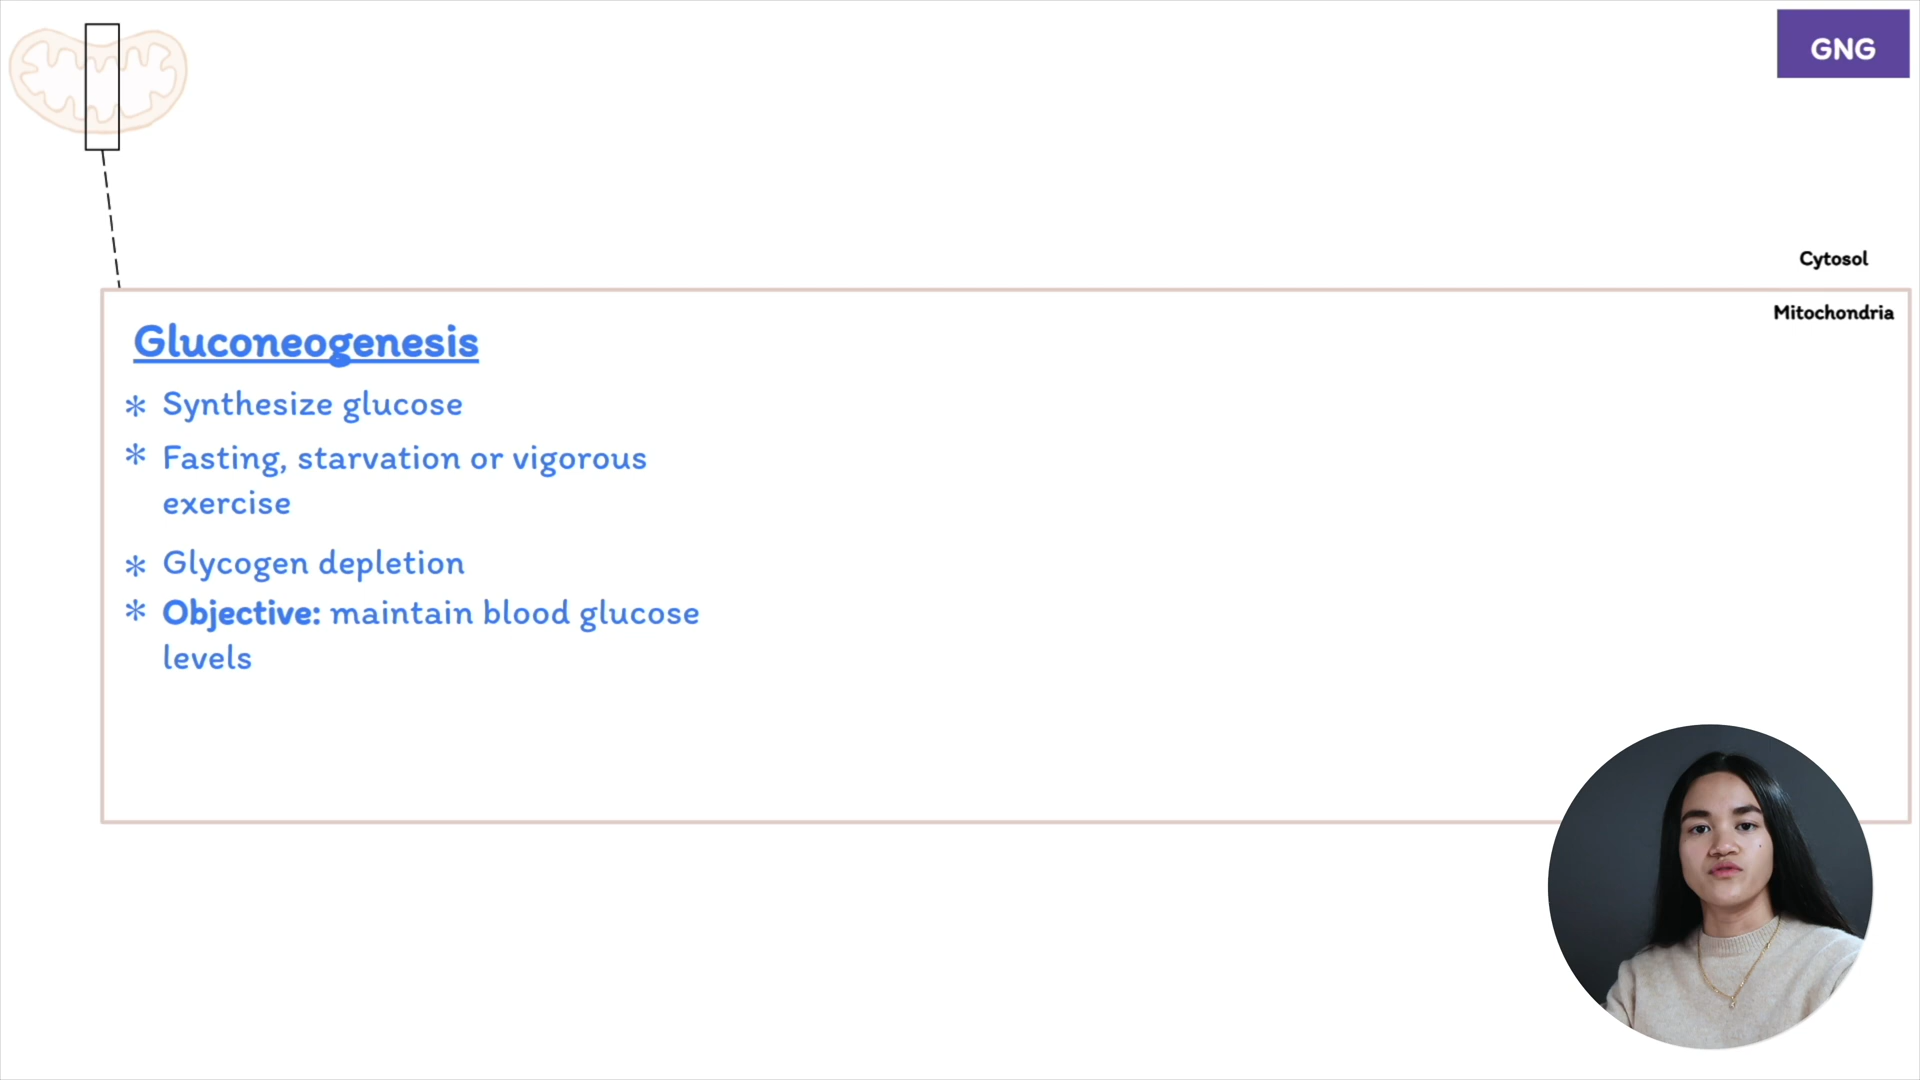 GNG
Cytosol
Mitochondria
Gluconeogenesis
* Synthesize glucose
* Fasting, starvation or vigorous
exercise
* Glycogen depletion
* Objective: maintain blood glucose
levels